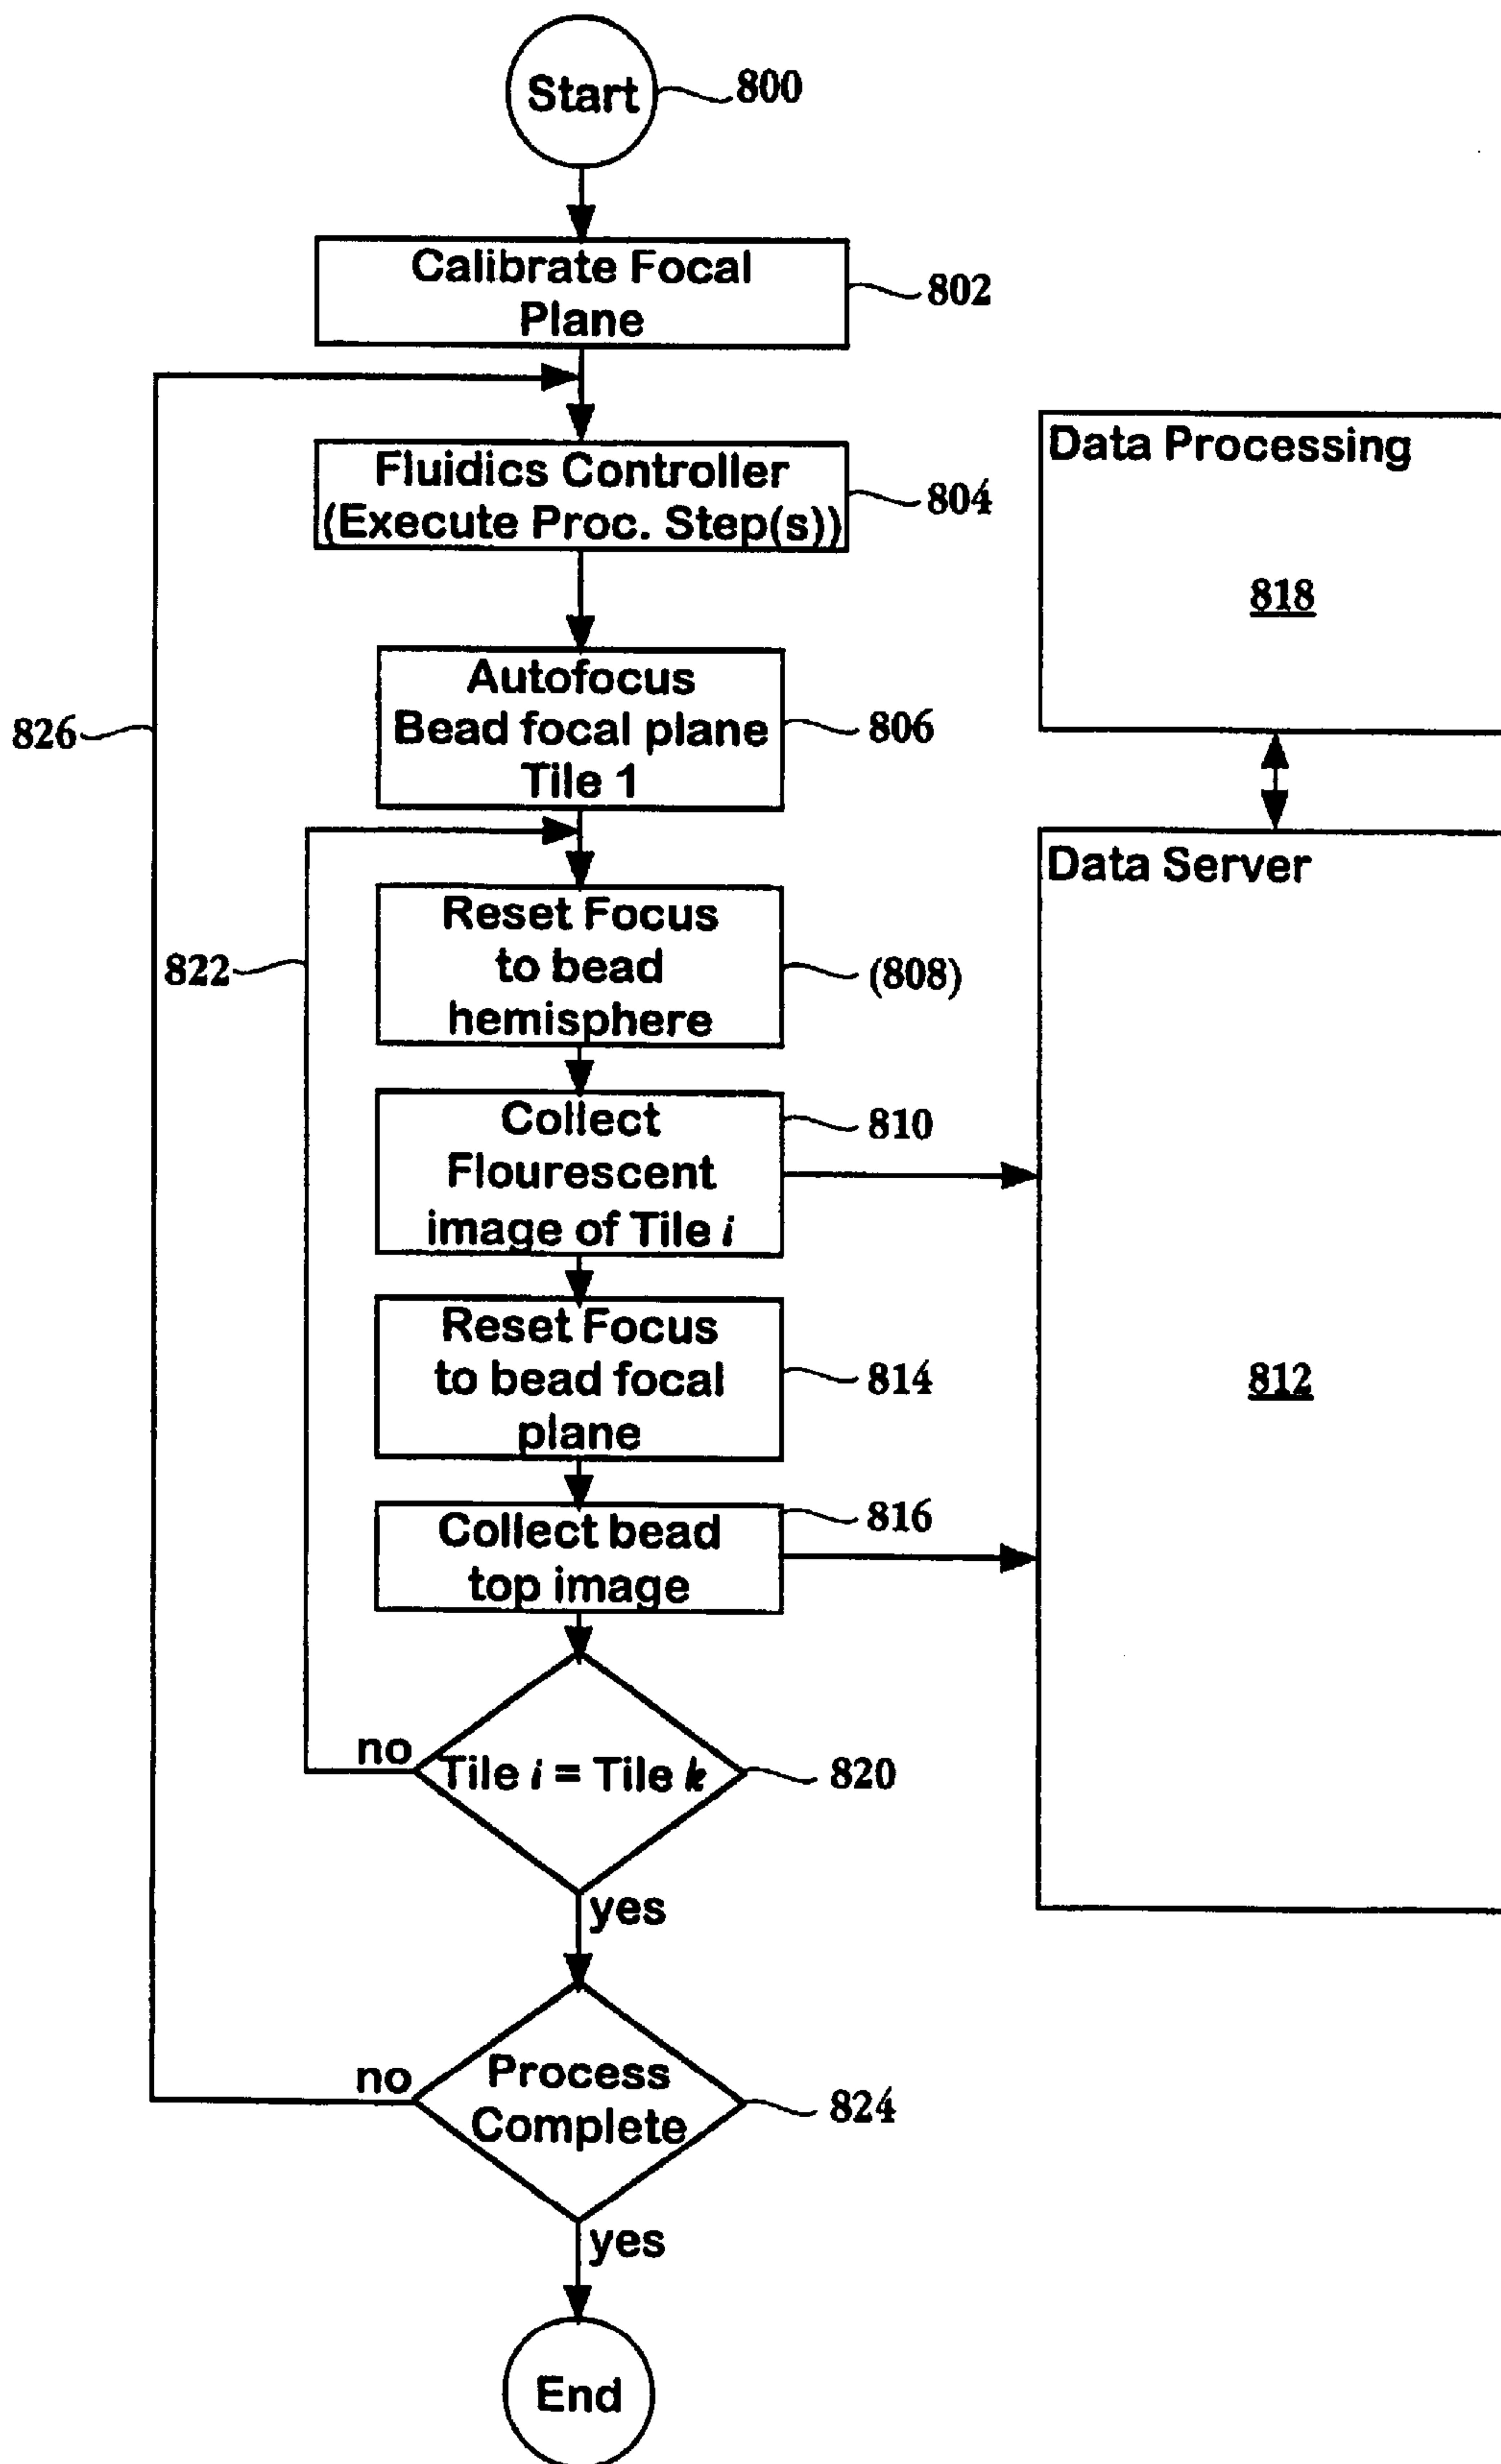 Start
800
Calibrate Focal
Plane
802
Fluidics Controller
(Execute Proc. Step(s))
804
Data Processing
818
Autofocus
Bead focal plane
Tile 1
806
826
Data Server
812
Reset Focus
to bead
hemisphere
(808)
822
Collect
Flourescent
image of Tile i
810
Reset Focus
to bead focal
plane
814
Collect bead
top image
816
no
Tile i = Tile k
820
yes
no
Process
Complete
824
yes
End